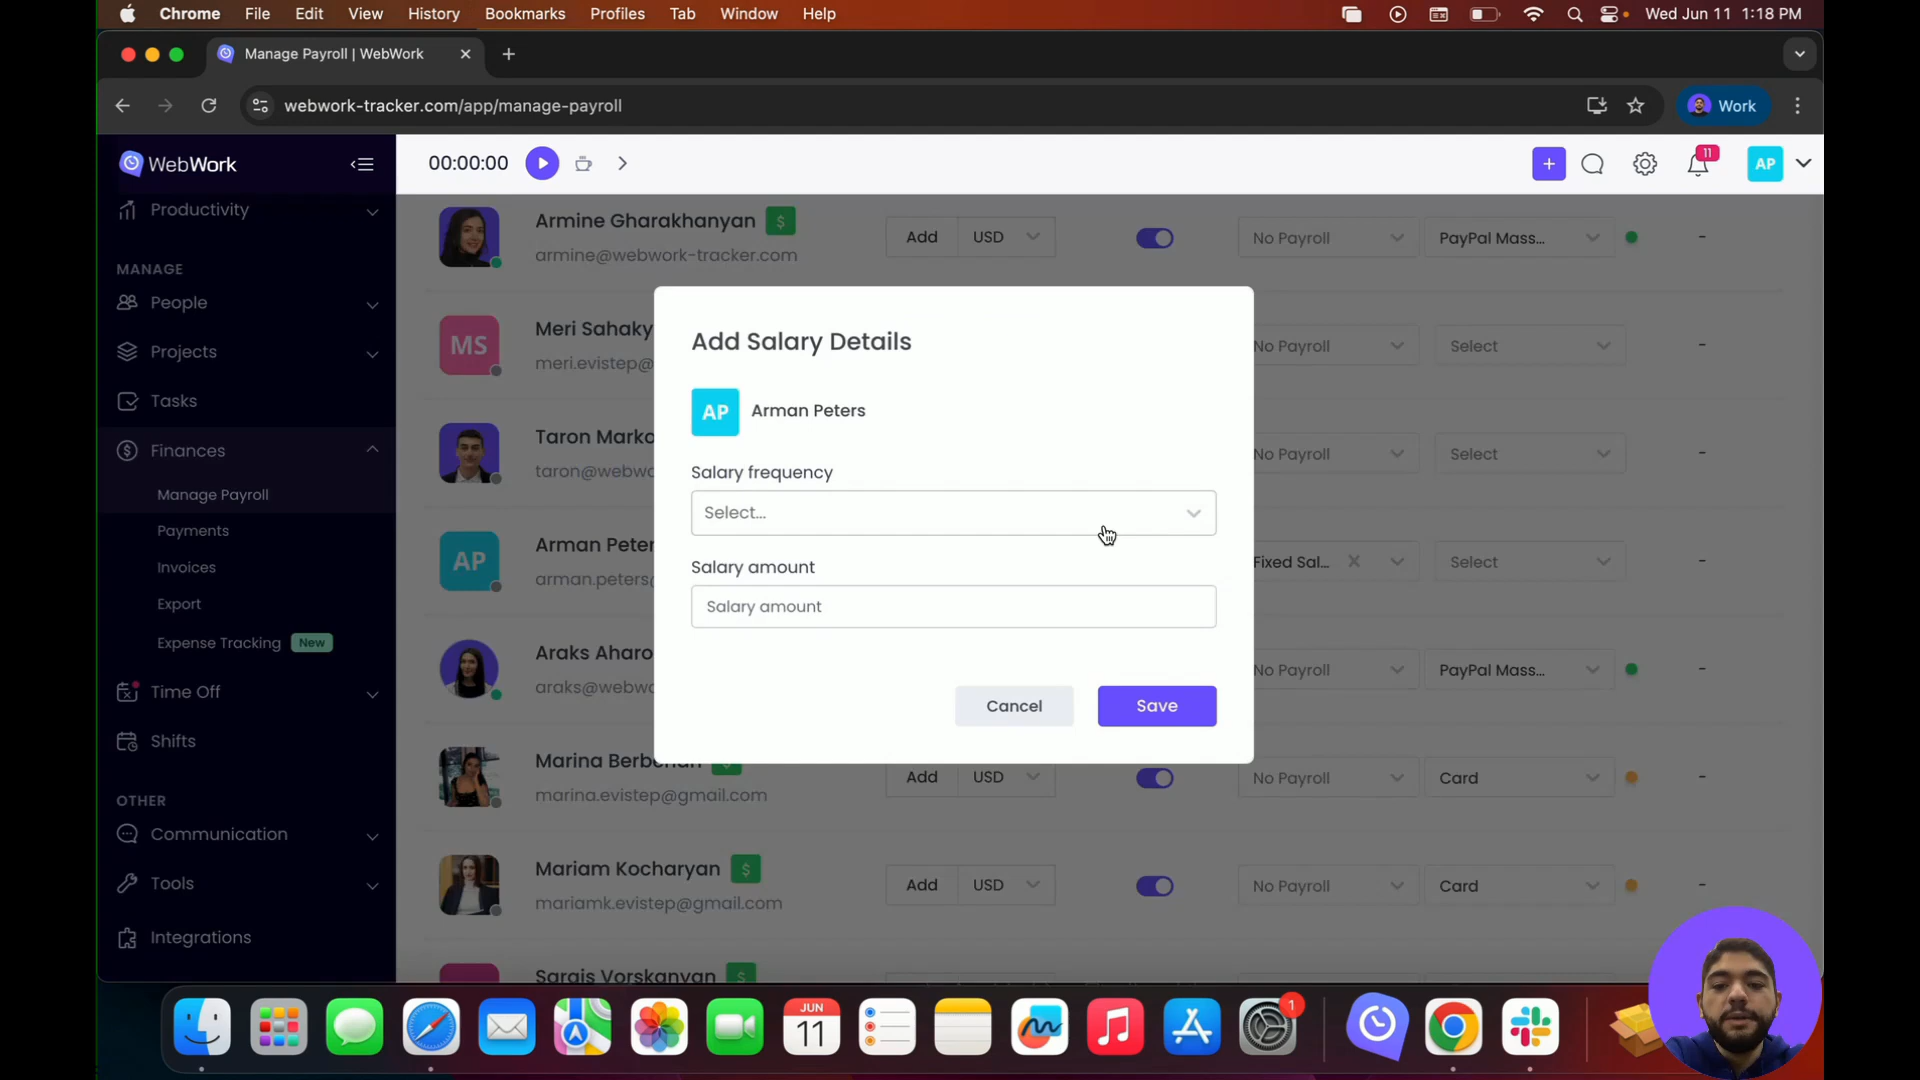 Chrome File Edit View History Bookmarks Profiles Tab Window Help Wed Jun 11 1:18 PM
Manage Payroll | WebWork
webwork-tracker.com/app/manage-payroll Work
WebWork 00:00:00 11 AP
Productivity
MANAGE
People
Projects
Tasks
Finances
Manage Payroll
Payments
Invoices
Export
Expense Tracking New
Time Off
Shifts
OTHER
Communication
Tools
Integrations
Armine Gharakhanyan $ Add USD No Payroll PayPal Mass...
armine@webwork-tracker.com
MS Meri Sahaky No Payroll Select -
meri.evistep@
Taron Marko No Payroll Select -
taron@webwo
AP Arman Peter Fixed Sal... Select -
arman.peters@
Araks Aharo No Payroll PayPal Mass... -
araks@webwo
Marina Add USD No Payroll Card -
marina.evistep@gmail.com
Mariam Kocharyan $ Add USD No Payroll Card -
mariamk.evistep@gmail.com
Sargis Vorskanyan $
Add Salary Details
AP Arman Peters
Salary frequency
Select...
Salary amount
Salary amount
Cancel Save
JUN
11
1